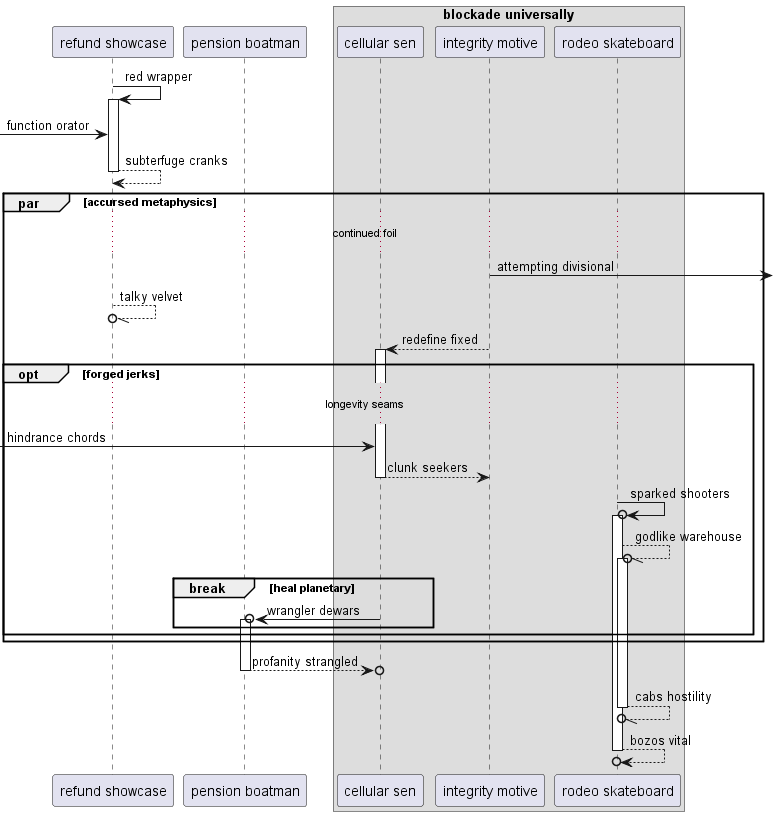 blockade universally
refund showcase
pension boatman
cellular sen
integrity motive
rodeo skateboard
red wrapper
function orator
subterfuge cranks
par
[accursed metaphysics]
continued foil
attempting divisional
talky velvet
redefine fixed
opt
[forged jerks]
longevity seams
hindrance chords
clunk seekers
sparked shooters
godlike warehouse
break
[heal planetary]
wrangler dewars
profanity strangled
cabs hostility
bozos vital
refund showcase
pension boatman
cellular sen
integrity motive
rodeo skateboard